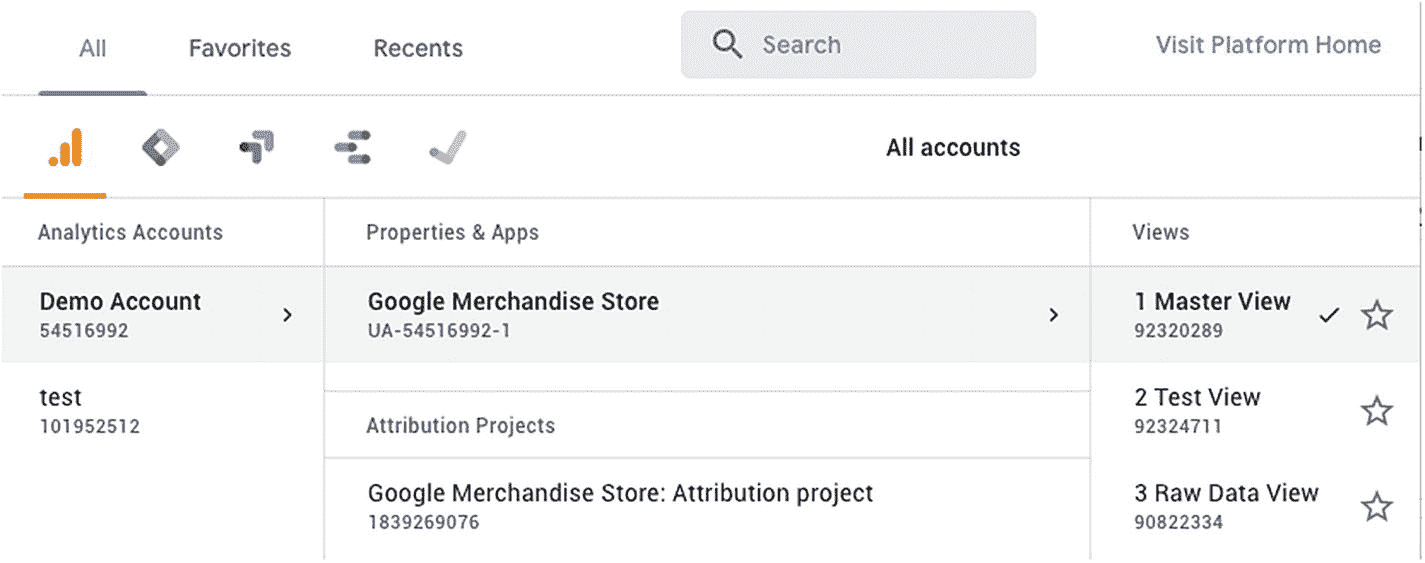 All Favorites Recents Search Visit Platform Home
All accounts
Analytics Accounts Properties & Apps Views
Demo Account Google Merchandise Store 1 Master View
54516992 UA-54516992-1 92320289
test 2 Test View
101952512 Attribution Projects 92324711
Google Merchandise Store: Attribution project 3 Raw Data View
1839269076 90822334